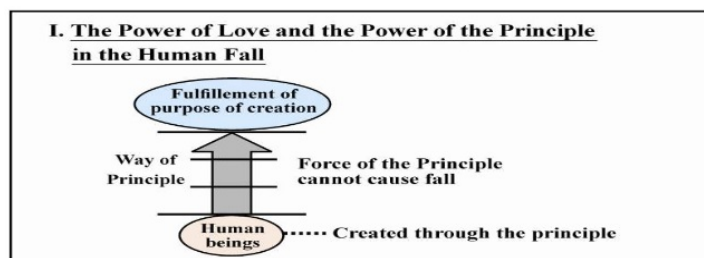 I. The Power of Love and the Power of the Principle
in the Human Fall
Fulfillement of
purpose of creation
Way of
Principle
Force of the Principle
cannot cause fall
Human
beings
Created through the principle